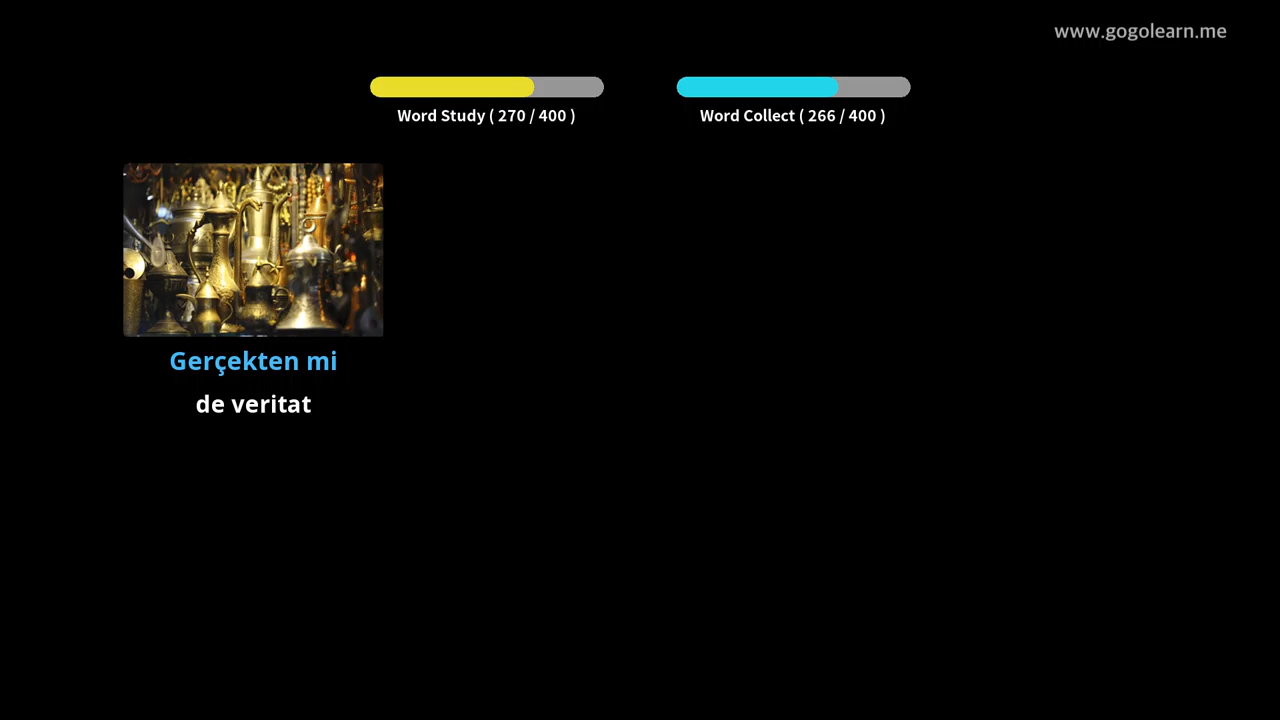 www.gogolearn.me
Word Study ( 270 / 400 )
Word Collect ( 266 / 400 )
Gerçekten mi
de veritat